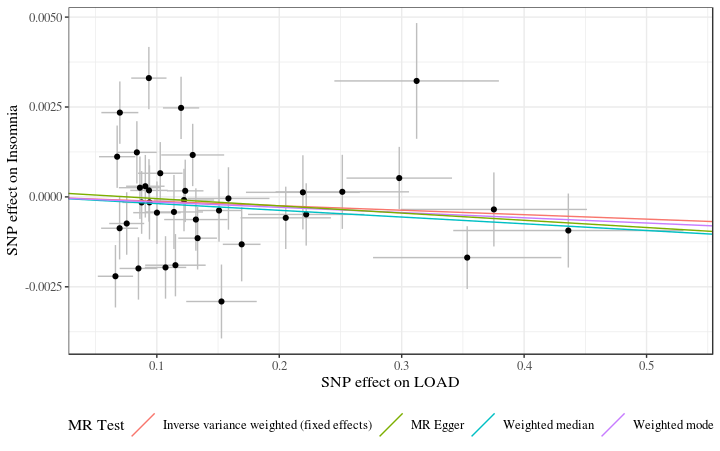 0.0050
0.0025
0.0000
-0.0025
SNP effect on Insomnia
0.1 0.2 0.3 0.4 0.5
SNP effect on LOAD
MR Test Inverse variance weighted (fixed effects) MR Egger Weighted median Weighted mode